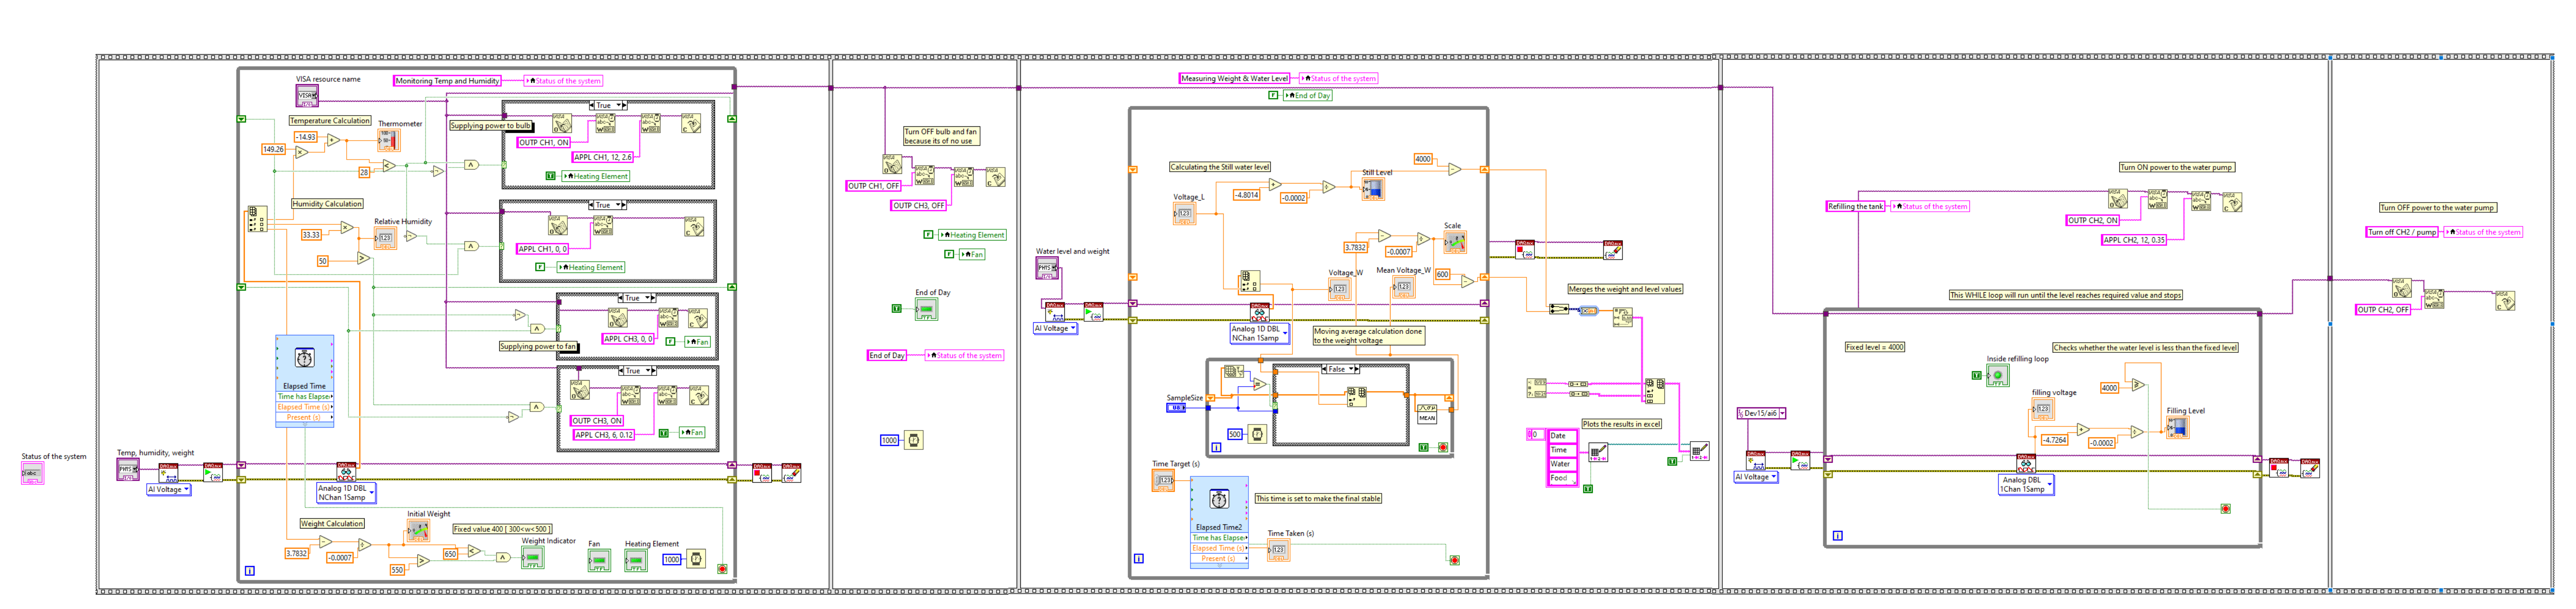 Status of the system
abc
VISA resource name
VISA
Monitoring Temp and Humidity
Status of the system
Temperature Calculation
Thermometer
-14.93
149.26
28
Supplying power to bulb
True
OUTP CH1, ON
APPL CH1, 12, 2.6
Heating Element
Humidity Calculation
Relative Humidity
33.33
50
True
APPL CH1, 0, 0
F
Heating Element
True
APPL CH3, 0, 0
F
Fan
Supplying power to fan
True
OUTP CH3, ON
APPL CH3, 6, 0.12
Fan
Elapsed Time
Time has Elapse
Elapsed Time (s)
Present (s)
Temp, humidity, weight
AI Voltage
Analog 1D DBL
NChan 1Samp
Weight Calculation
Initial Weight
Fixed value 400 [ 300<w<500 ]
3.7832
-0.0007
650
550
Weight Indicator
Fan
Heating Element
1000
i
Turn OFF bulb and fan
because its of no use
OUTP CH1, OFF
OUTP CH3, OFF
F
Heating Element
F
Fan
End of Day
End of Day
Status of the system
1000
Measuring Weight & Water Level
Status of the system
F
End of Day
Calculating the Still water level
4000
Still Level
-4.8014
-0.0002
Voltage_L
Scale
3.7832
-0.0007
600
Water level and weight
Voltage_W
Mean Voltage_W
AI Voltage
Analog 1D DBL
NChan 1Samp
Moving average calculation done
to the weight voltage
False
SampleSize
U8
500
MEAN
i
Time Target (s)
Elapsed Time2
Time has Elapse
Elapsed Time (s)
Present (s)
This time is set to make the final stable
Time Taken (s)
i
Merges the weight and level values
Plots the results in excel
0
Date
Time
Water
Food
Turn ON power to the water pump
Refilling the tank
Status of the system
OUTP CH2, ON
APPL CH2, 12, 0.35
This WHILE loop will run until the level reaches required value and stops
Fixed level = 4000
Checks whether the water level is less than the fixed level
Inside refilling loop
4000
filling voltage
Filling Level
-4.7264
-0.0002
Dev15/ai6
AI Voltage
Analog DBL
1Chan 1Samp
i
Turn OFF power to the water pump
Turn off CH2 / pump
Status of the system
OUTP CH2, OFF